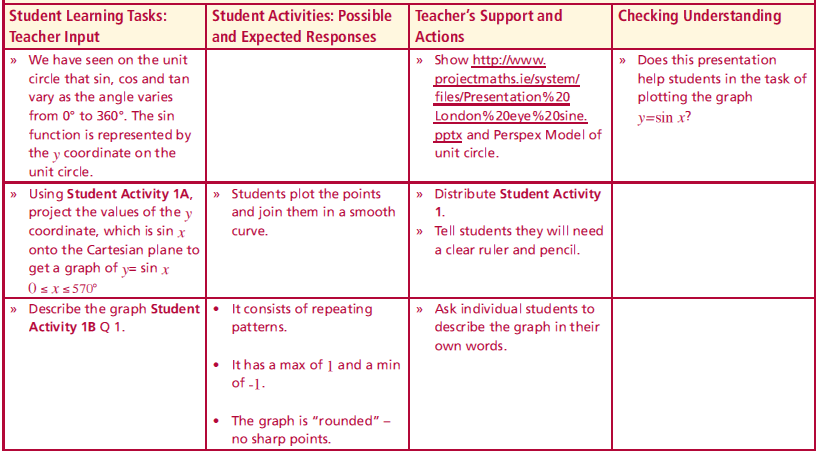 Student Learning Tasks:
Teacher Input
Student Activities: Possible
and Expected Responses
Teacher's Support and
Actions
Checking Understanding
» We have seen on the unit
circle that sin, cos and tan
vary as the angle varies
from 0° to 360°. The sin
function is represented by
the y coordinate on the
unit circle.
» Show http://www.
projectmaths.ie/system/
files/Presentation%20
London%20eye%20sine.
pptx and Perspex Model of
unit circle.
» Does this presentation
help students in the task of
plotting the graph
y=sin x?
» Using Student Activity 1A,
project the values of the y
coordinate, which is sin x
onto the Cartesian plane to
get a graph of y= sin x
0 ≤ x ≤ 570°
» Students plot the points
and join them in a smooth
curve.
» Distribute Student Activity
1.
» Tell students they will need
a clear ruler and pencil.
» Describe the graph Student
Activity 1B Q 1.
• It consists of repeating
patterns.
• It has a max of 1 and a min
of -1.
• The graph is "rounded" –
no sharp points.
» Ask individual students to
describe the graph in their
own words.